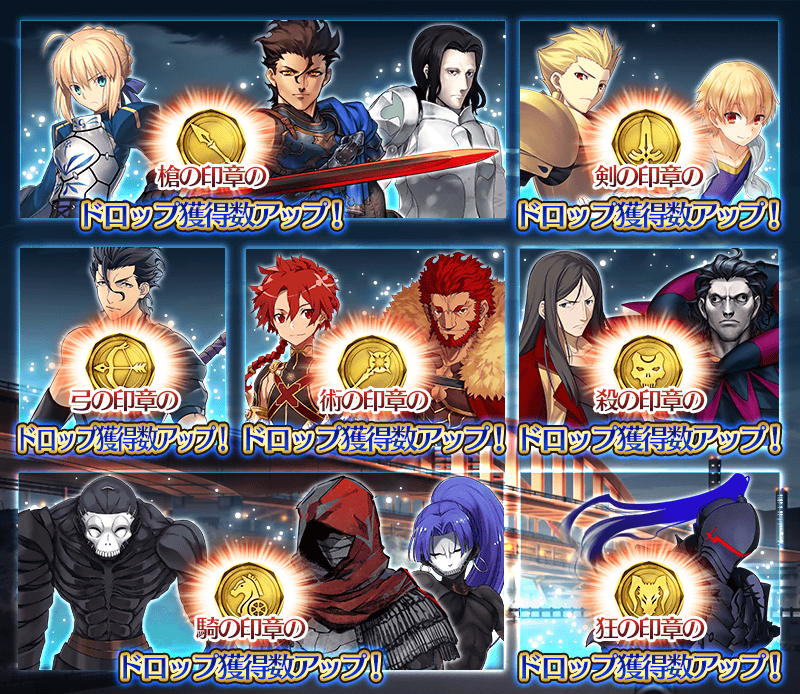 槍の印章の
ドロップ獲得数アップ!
剣の印章の
ドロップ獲得数アップ!
弓の印章の
ドロップ獲得数アップ!
術の印章の
ドロップ獲得数アップ!
殺の印章の
ドロップ獲得数アップ!
騎の印章の
ドロップ獲得数アップ!
狂の印章の
ドロップ獲得数アップ!